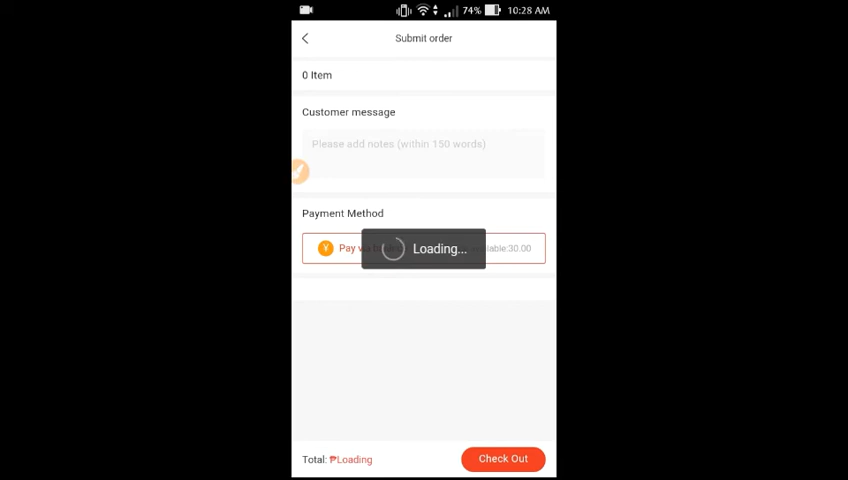 74% 10:28 AM
Submit order
0 Item
Customer message
Please add notes (within 150 words)
Payment Method
¥ Pay
Loading...
:30.00
Total: ₱Loading
Check Out